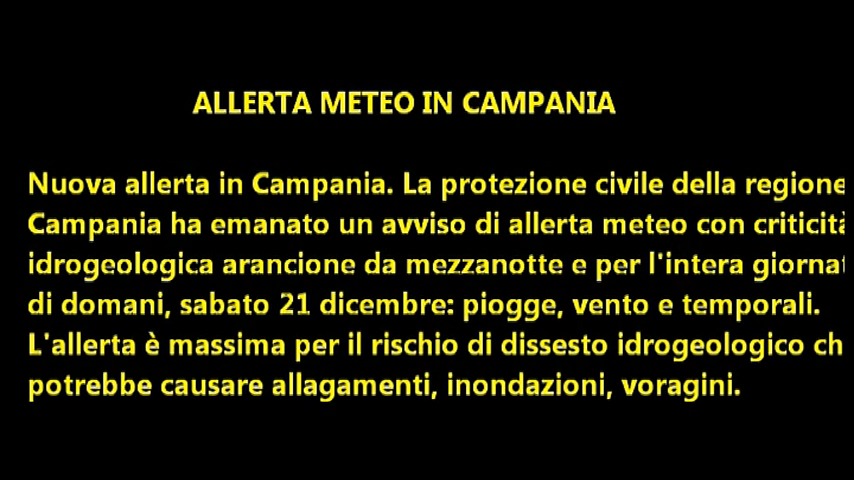 ALLERTA METEO IN CAMPANIA
Nuova allerta in Campania. La protezione civile della regione
Campania ha emanato un avviso di allerta meteo con criticità
idrogeologica arancione da mezzanotte e per l'intera giornat
di domani, sabato 21 dicembre: piogge, vento e temporali.
L'allerta è massima per il rischio di dissesto idrogeologico ch
potrebbe causare allagamenti, inondazioni, voragini.